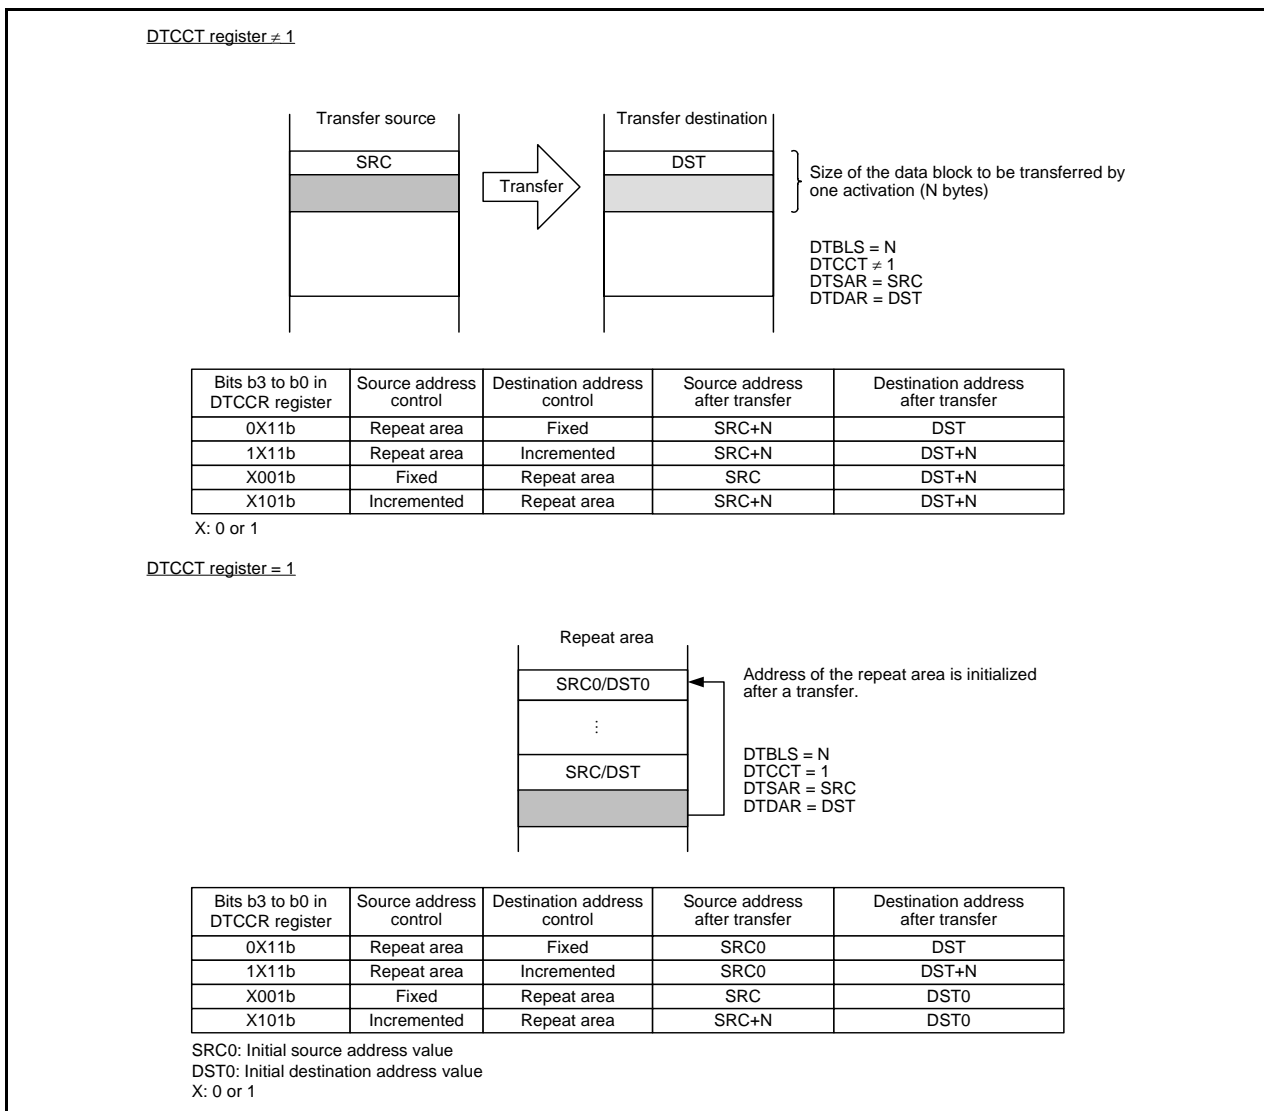 DTCCT register ≠ 1
Transfer source
Transfer destination
SRC
DST
Transfer
Size of the data block to be transferred by
one activation (N bytes)
DTBLS = N
DTCCT ≠ 1
DTSAR = SRC
DTDAR = DST
Bits b3 to b0 in DTCCR register | Source address control | Destination address control | Source address after transfer | Destination address after transfer
0X11b | Repeat area | Fixed | SRC+N | DST
1X11b | Repeat area | Incremented | SRC+N | DST+N
X001b | Fixed | Repeat area | SRC | DST+N
X101b | Incremented | Repeat area | SRC+N | DST+N
X: 0 or 1
DTCCT register = 1
Repeat area
SRC0/DST0
⋮
SRC/DST
Address of the repeat area is initialized
after a transfer.
DTBLS = N
DTCCT = 1
DTSAR = SRC
DTDAR = DST
Bits b3 to b0 in DTCCR register | Source address control | Destination address control | Source address after transfer | Destination address after transfer
0X11b | Repeat area | Fixed | SRC0 | DST
1X11b | Repeat area | Incremented | SRC0 | DST+N
X001b | Fixed | Repeat area | SRC | DST0
X101b | Incremented | Repeat area | SRC+N | DST0
SRC0: Initial source address value
DST0: Initial destination address value
X: 0 or 1